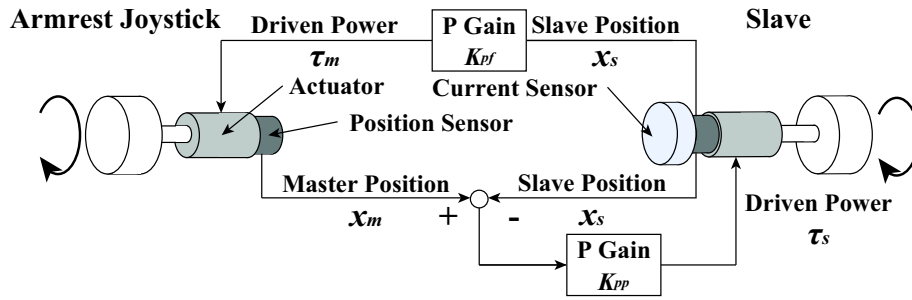 Armrest Joystick
Driven Power
τm
P Gain
Kpf
Slave Position
xs
Slave
Actuator
Current Sensor
Position Sensor
Master Position
xm
+
-
Slave Position
xs
Driven Power
τs
P Gain
Kpp